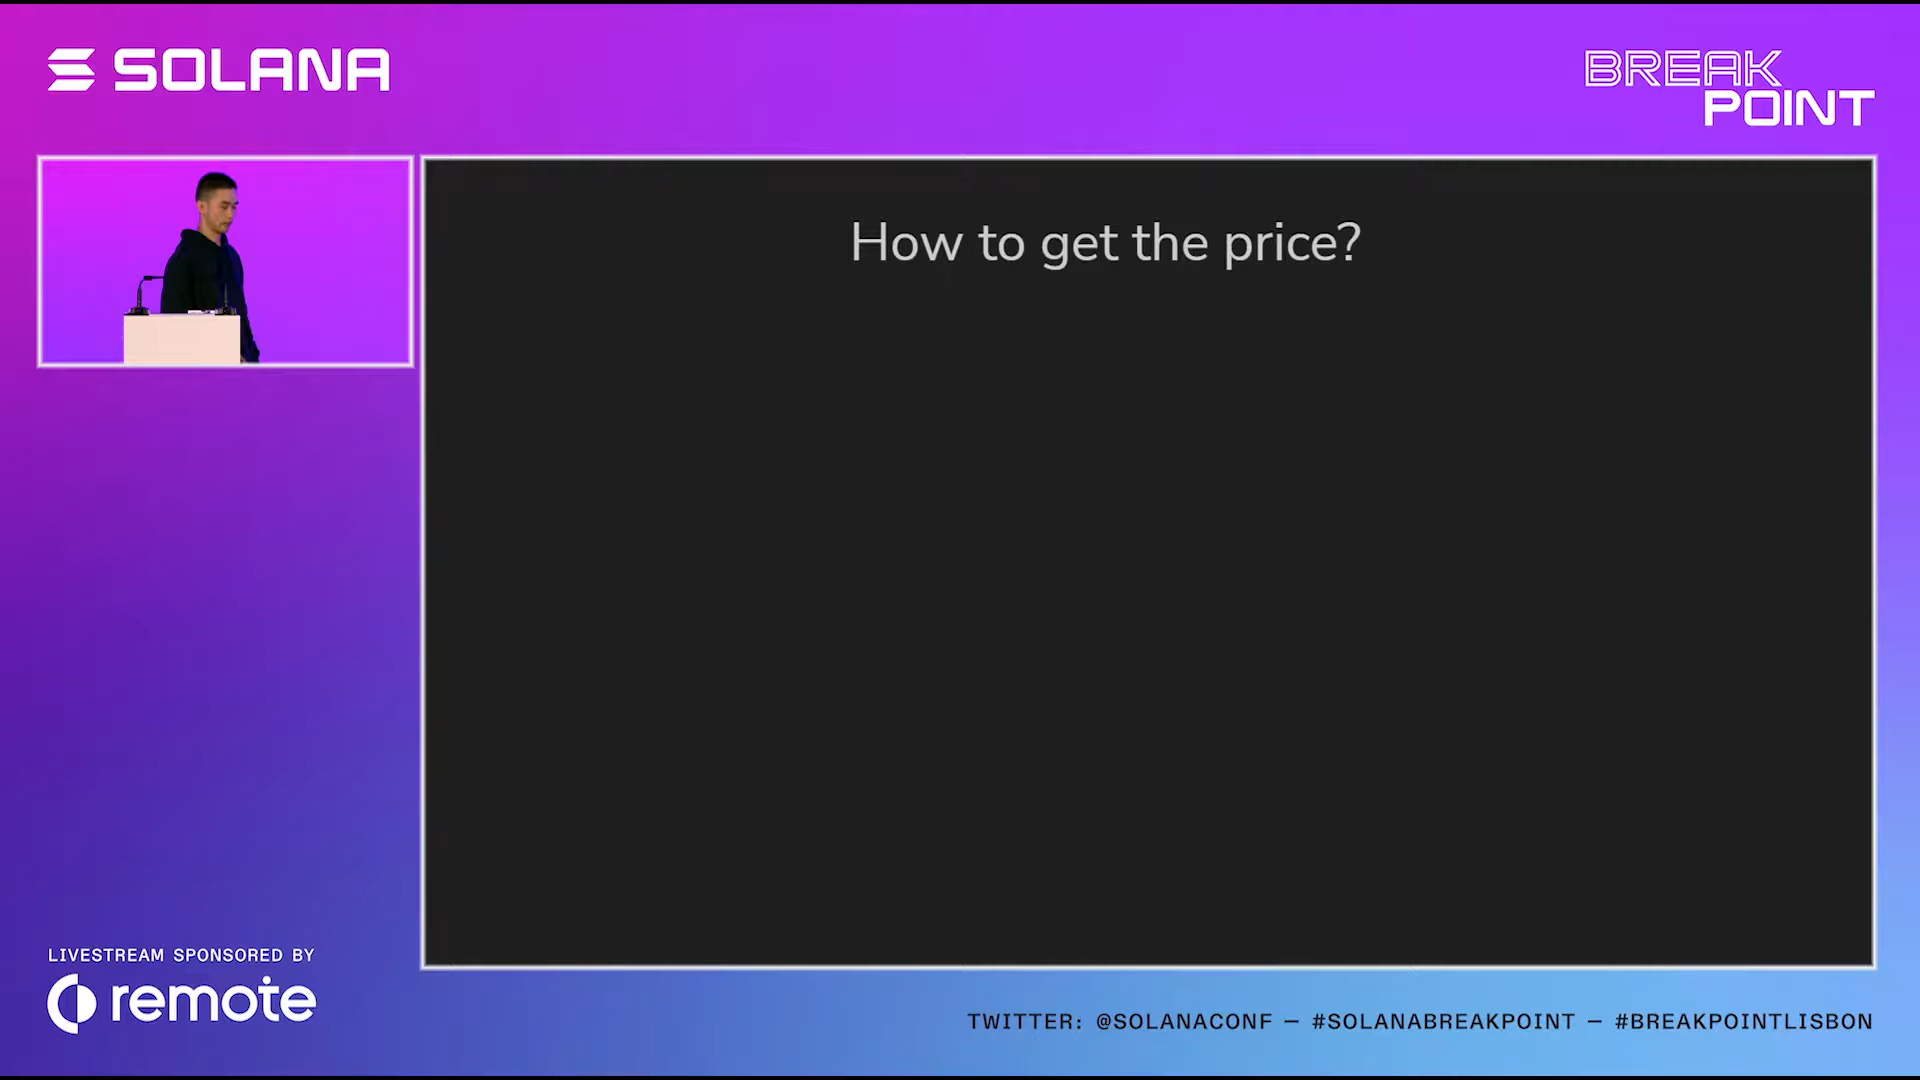 SOLANA
BREAK
POINT
How to get the price?
LIVESTREAM SPONSORED BY
remote
TWITTER: @SOLANACONF – #SOLANABREAKPOINT – #BREAKPOINTLISBON